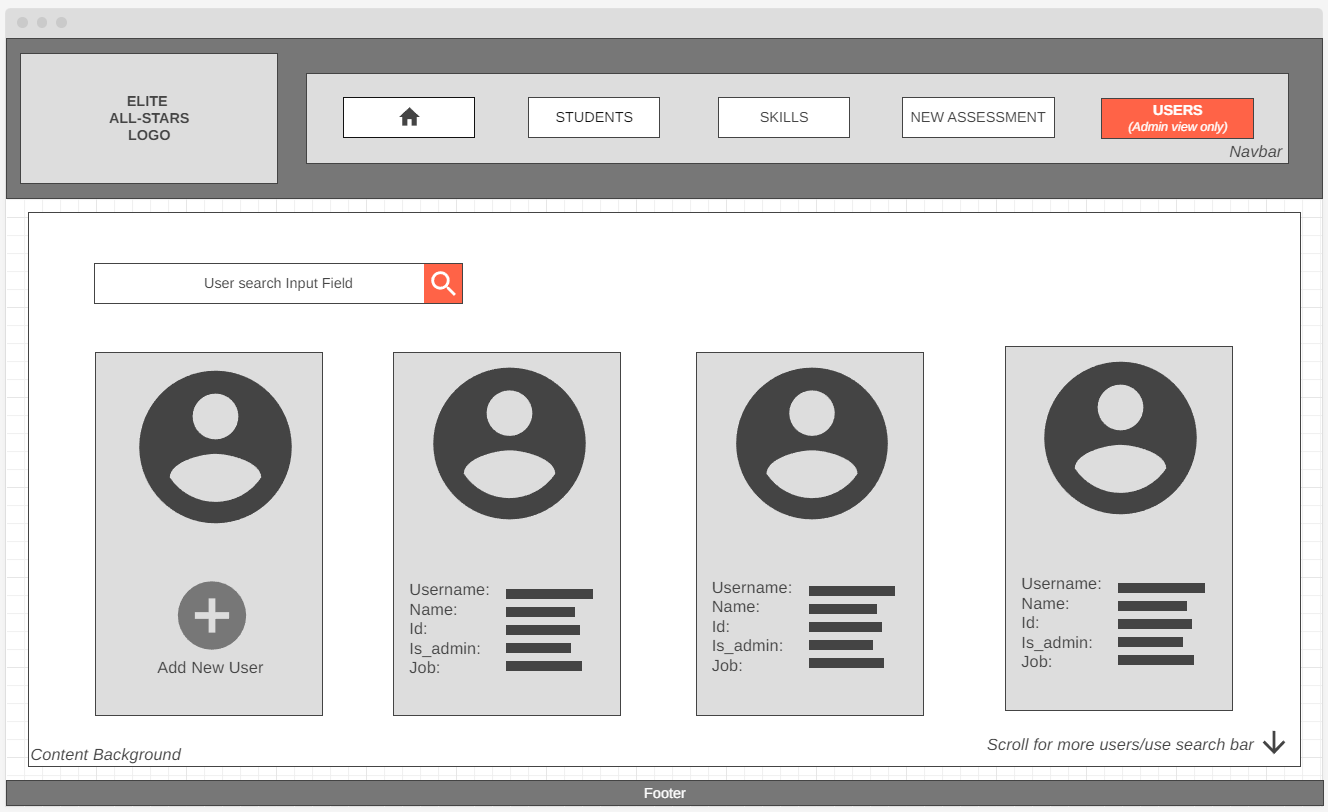 ELITE
ALL-STARS
LOGO
STUDENTS
SKILLS
NEW ASSESSMENT
USERS
(Admin view only)
Navbar
User search Input Field
Add New User
Username:
Name:
Id:
Is_admin:
Job:
Username:
Name:
Id:
Is_admin:
Job:
Username:
Name:
Id:
Is_admin:
Job:
Scroll for more users/use search bar
Content Background
Footer